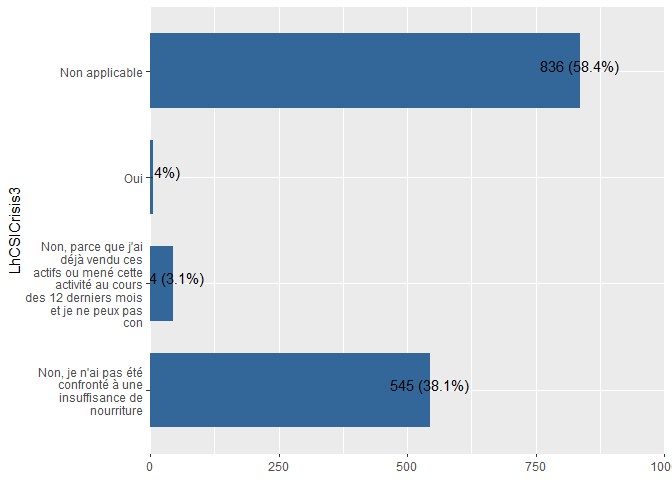 LhCSICrisis3
Non applicable
836 (58.4%)
Oui
4%)
Non, parce que j'ai
déjà vendu ces
actifs ou mené cette
activité au cours
des 12 derniers mois
et je ne peux pas
con
4 (3.1%)
Non, je n'ai pas été
confronté à une
insuffisance de
nourriture
545 (38.1%)
0 250 500 750 100